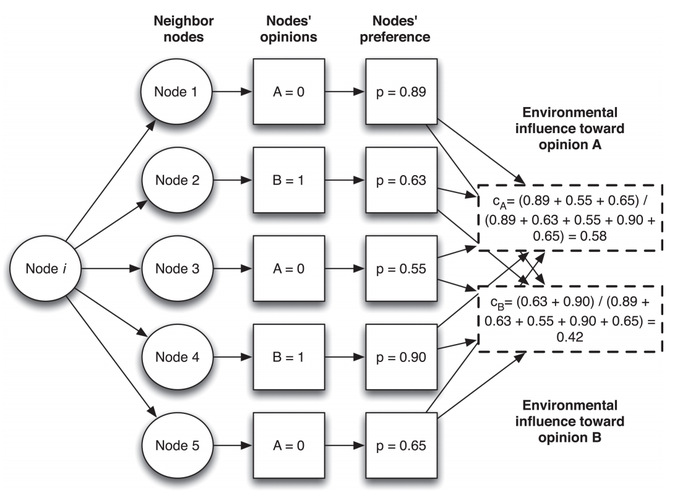 Neighbor
nodes
Nodes'
opinions
Nodes'
preference
Node 1
A = 0
p = 0.89
Environmental
influence toward
opinion A
Node 2
B = 1
p = 0.63
cA= (0.89 + 0.55 + 0.65) /
(0.89 + 0.63 + 0.55 + 0.90 +
0.65) = 0.58
Node i
Node 3
A = 0
p = 0.55
cB= (0.63 + 0.90) / (0.89 +
0.63 + 0.55 + 0.90 + 0.65) =
0.42
Node 4
B = 1
p = 0.90
Environmental
influence toward
opinion B
Node 5
A = 0
p = 0.65